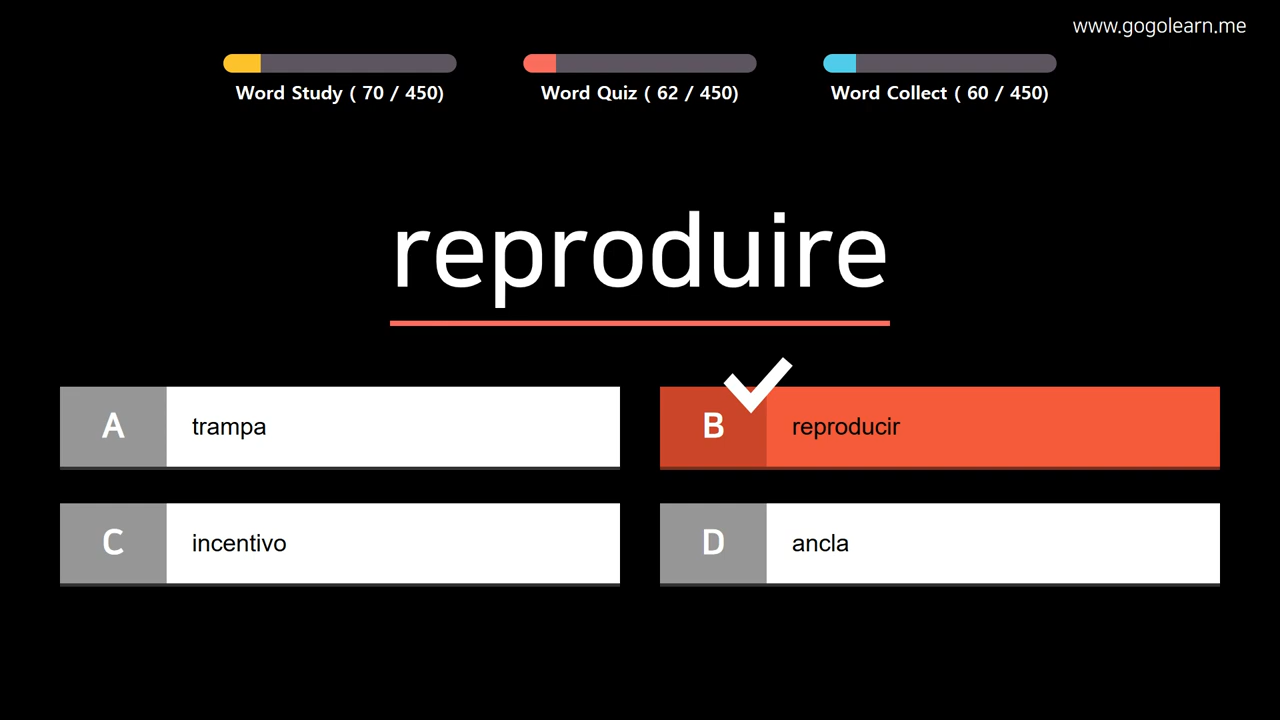 www.gogolearn.me
Word Study ( 70 / 450)
Word Quiz ( 62 / 450)
Word Collect ( 60 / 450)
reproduire
A trampa
B reproducir
C incentivo
D ancla